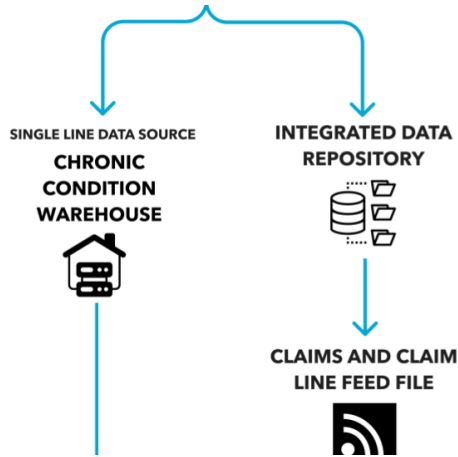 SINGLE LINE DATA SOURCE
CHRONIC
CONDITION
WAREHOUSE
INTEGRATED DATA
REPOSITORY
CLAIMS AND CLAIM
LINE FEED FILE